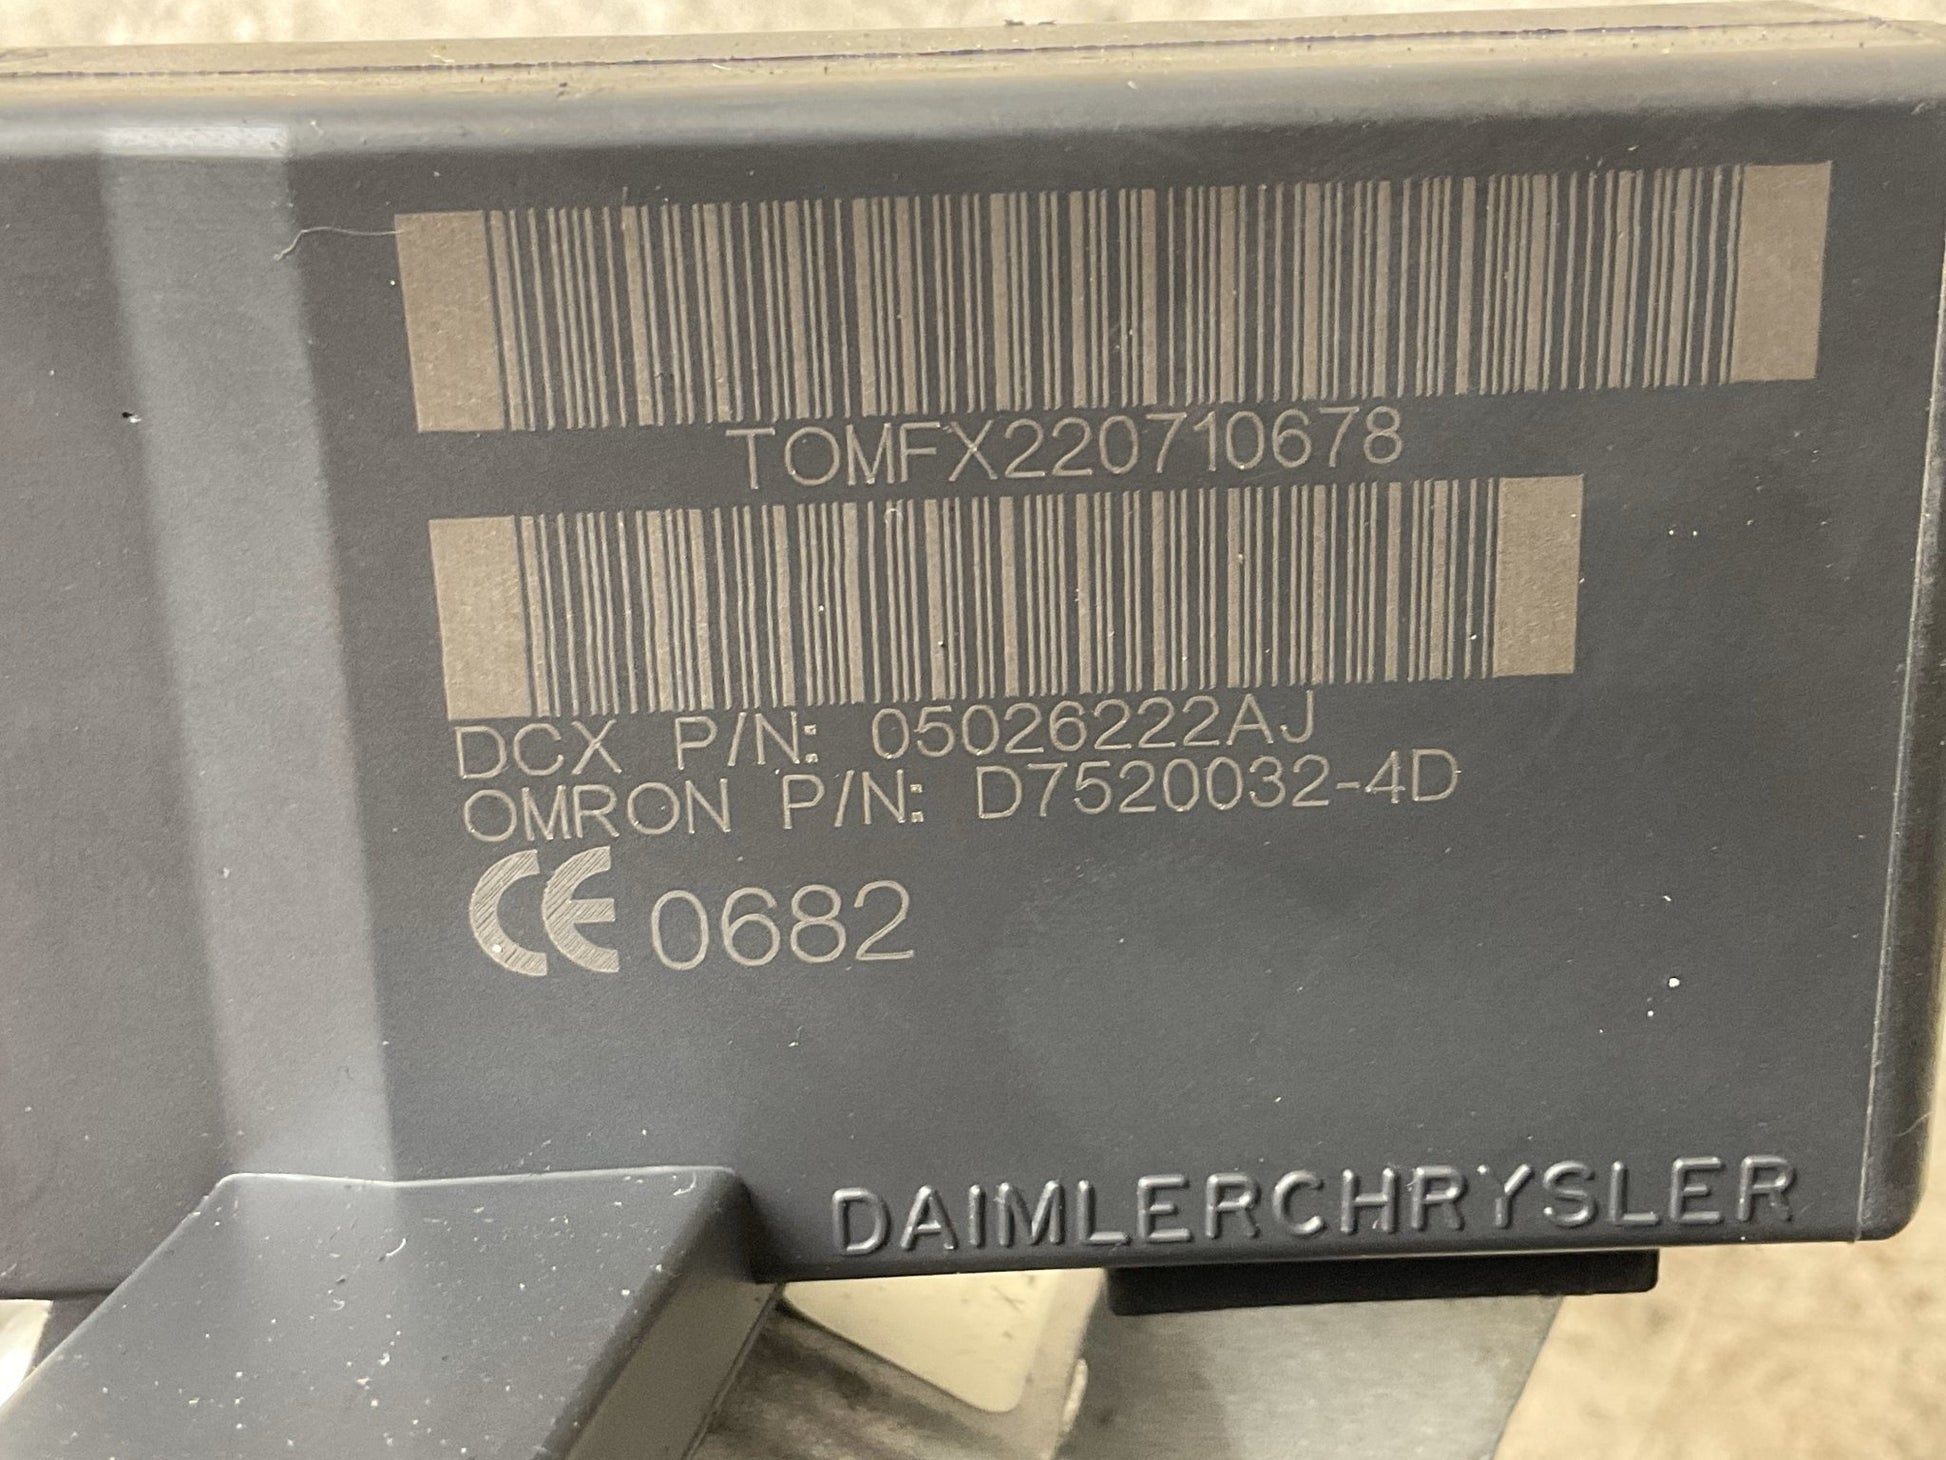 TOMFX220710678
DCX P/N: 05026222AJ
OMRON P/N: D7520032-4D
CE 0682
DAIMLERCHRYSLER